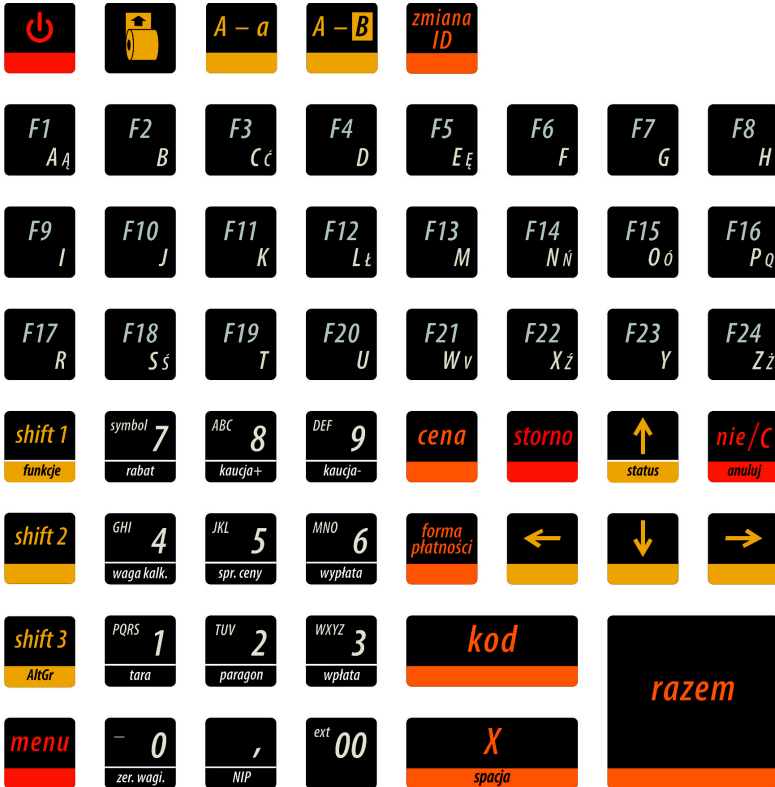 A – a A – B zmiana
ID
F1 F2 F3 F4 F5 F6 F7 F8
A Ą B C Ć D E Ę F G H
F9 F10 F11 F12 F13 F14 F15 F16
I J K L Ł M N Ń O Ó P Q
F17 F18 F19 F20 F21 F22 F23 F24
R S Ś T U W V X Ź Y Z Ż
shift 1 symbol 7 ABC 8 DEF 9 cena storno nie/C
funkcje rabat kaucja+ kaucja- status anuluj
shift 2 GHI 4 JKL 5 MNO 6 forma
płatności
waga kalk. spr. ceny wypłata
shift 3 PQRS 1 TUV 2 WXYZ 3 kod
AltGr tara paragon wpłata
razem
menu – 0 , ext 00 X
zer. wagi. NIP spacja